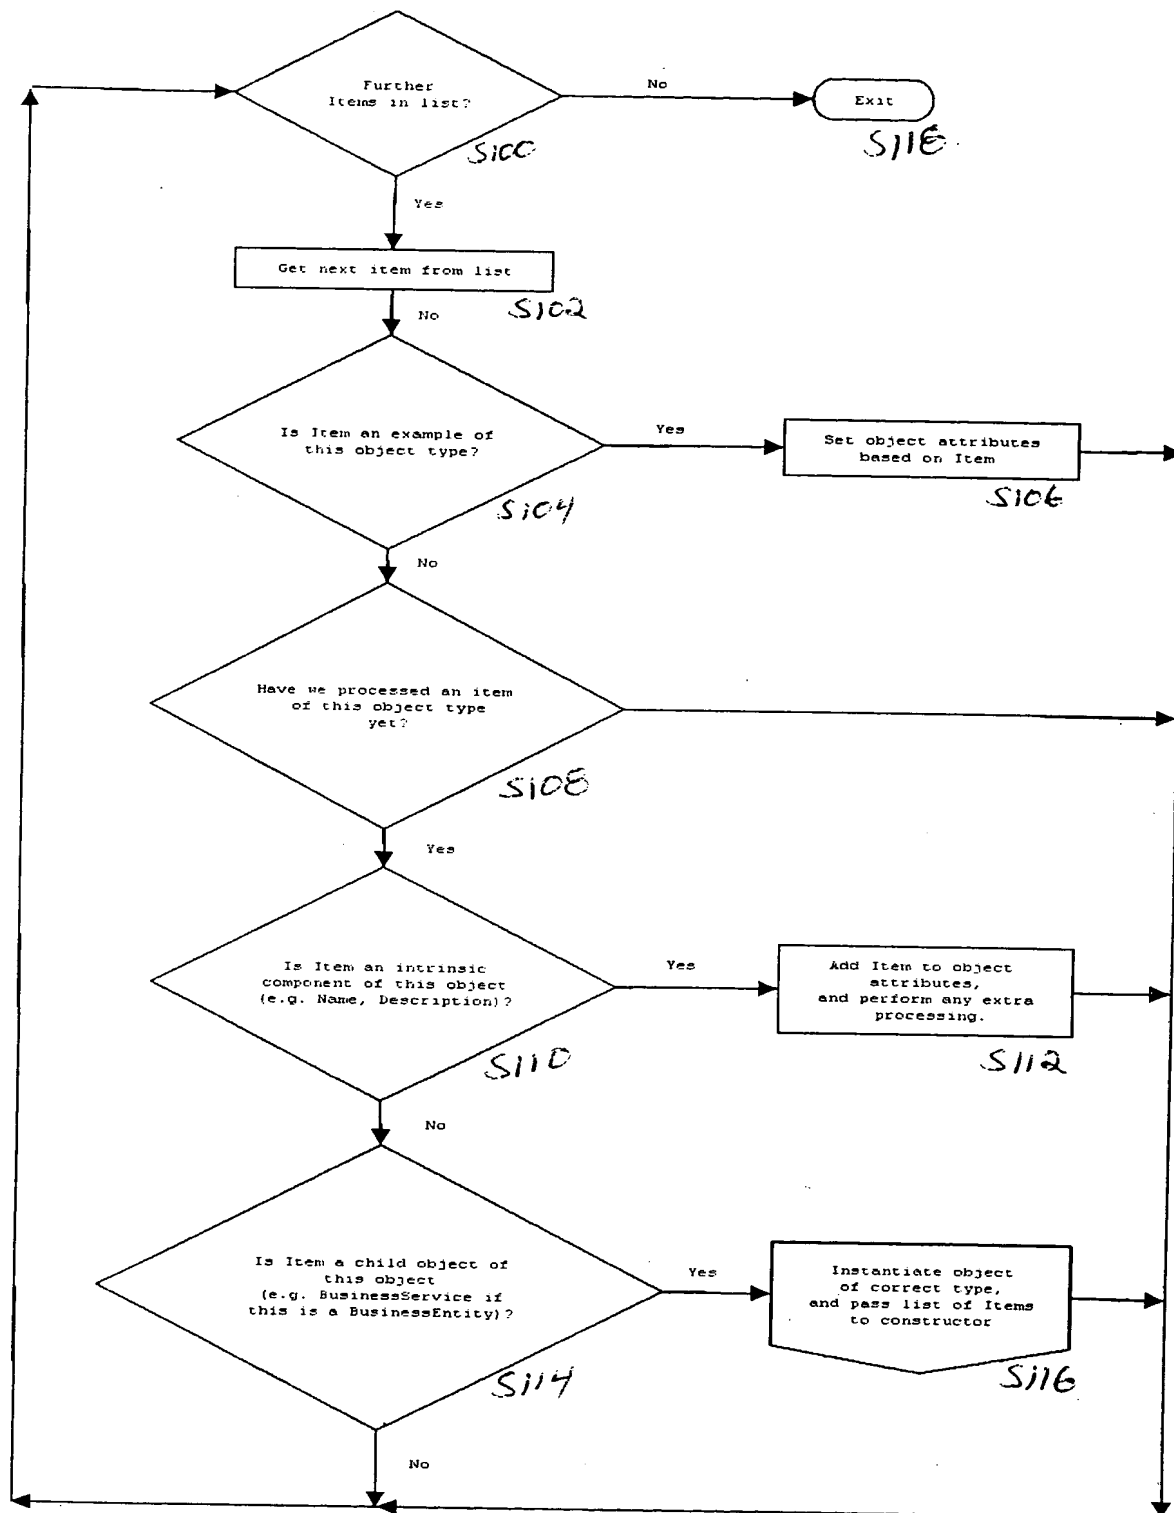 Further
Items in list?
No
Exit
S100
S118
Yes
Get next item from list
S102
No
Is Item an example of
this object type?
Yes
Set object attributes
based on Item
S104
S106
No
Have we processed an item
of this object type
yet?
S108
Yes
Is Item an intrinsic
component of this object
(e.g. Name, Description)?
Yes
Add Item to object
attributes,
and perform any extra
processing.
S110
S112
No
Is Item a child object of
this object
(e.g. BusinessService if
this is a BusinessEntity)?
Yes
Instantiate object
of correct type,
and pass list of Items
to constructor
S114
S116
No